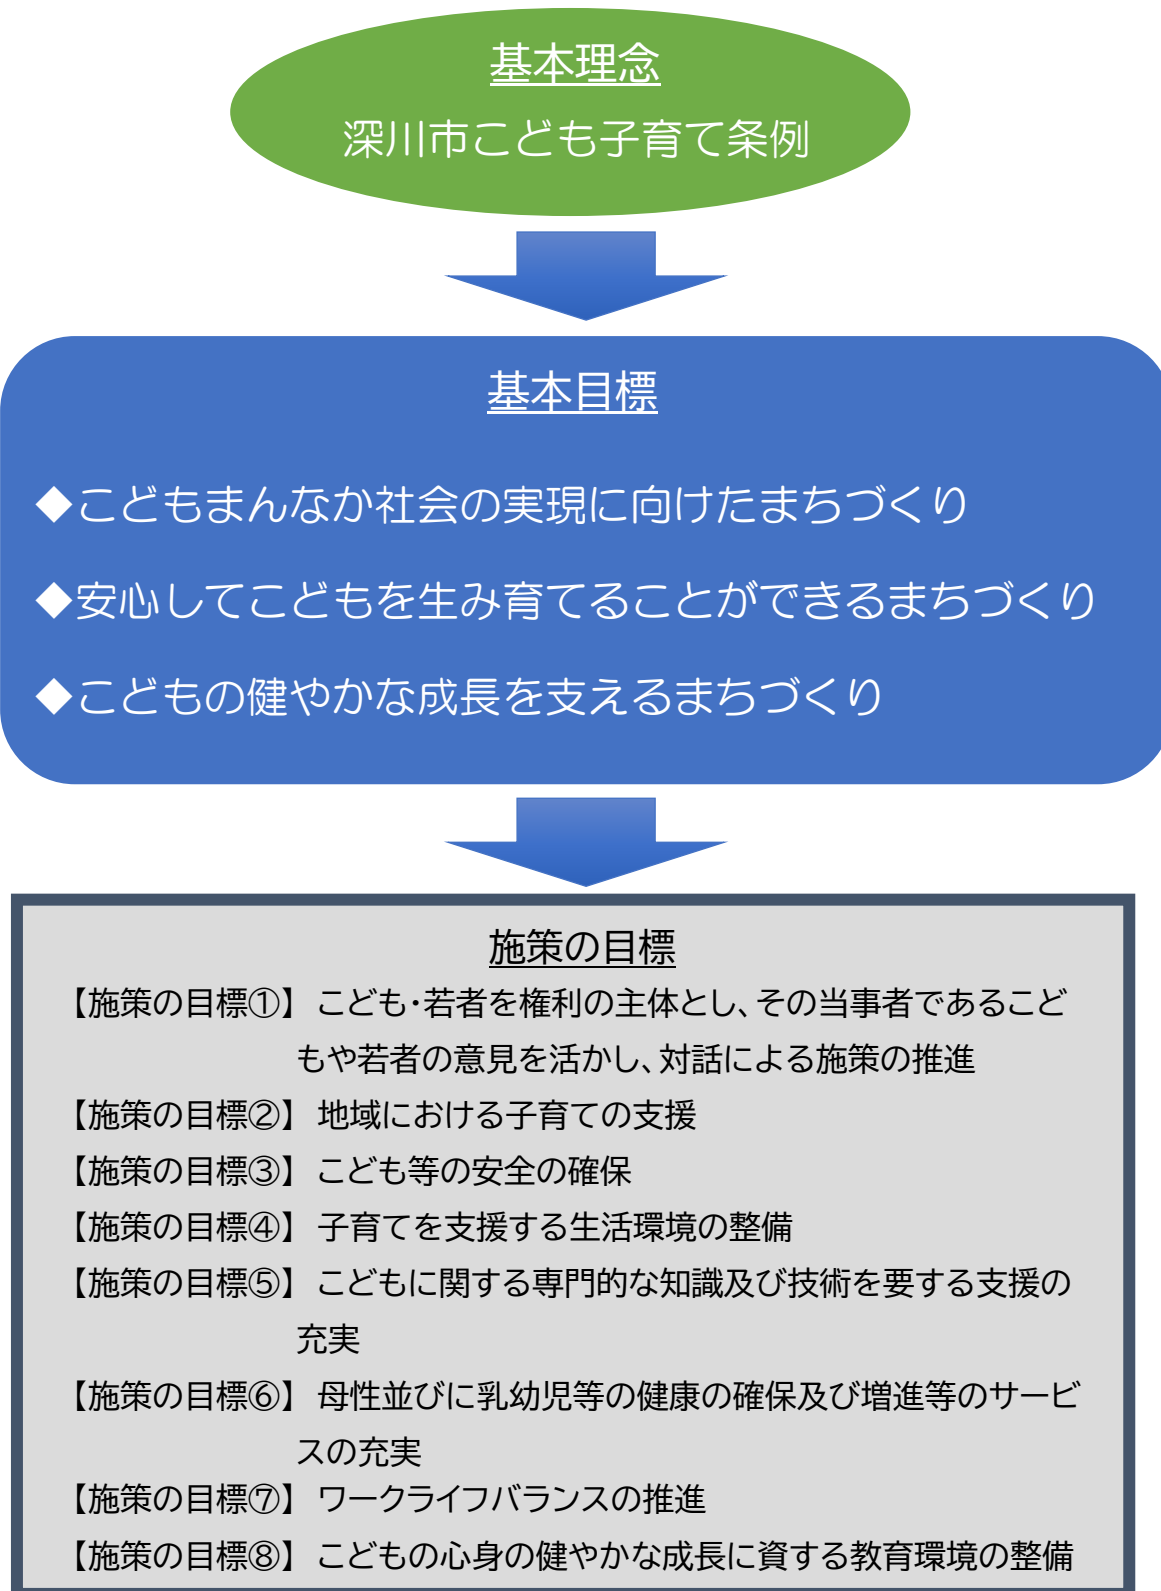 基本理念
深川市こども子育て条例
基本目標
◆こどもまんなか社会の実現に向けたまちづくり
◆安心してこどもを生み育てることができるまちづくり
◆こどもの健やかな成長を支えるまちづくり
施策の目標
【施策の目標①】 こども・若者を権利の主体とし、その当事者であるこど
もや若者の意見を活かし、対話による施策の推進
【施策の目標②】 地域における子育ての支援
【施策の目標③】 こども等の安全の確保
【施策の目標④】 子育てを支援する生活環境の整備
【施策の目標⑤】 こどもに関する専門的な知識及び技術を要する支援の
充実
【施策の目標⑥】 母性並びに乳幼児等の健康の確保及び増進等のサービ
スの充実
【施策の目標⑦】 ワークライフバランスの推進
【施策の目標⑧】 こどもの心身の健やかな成長に資する教育環境の整備